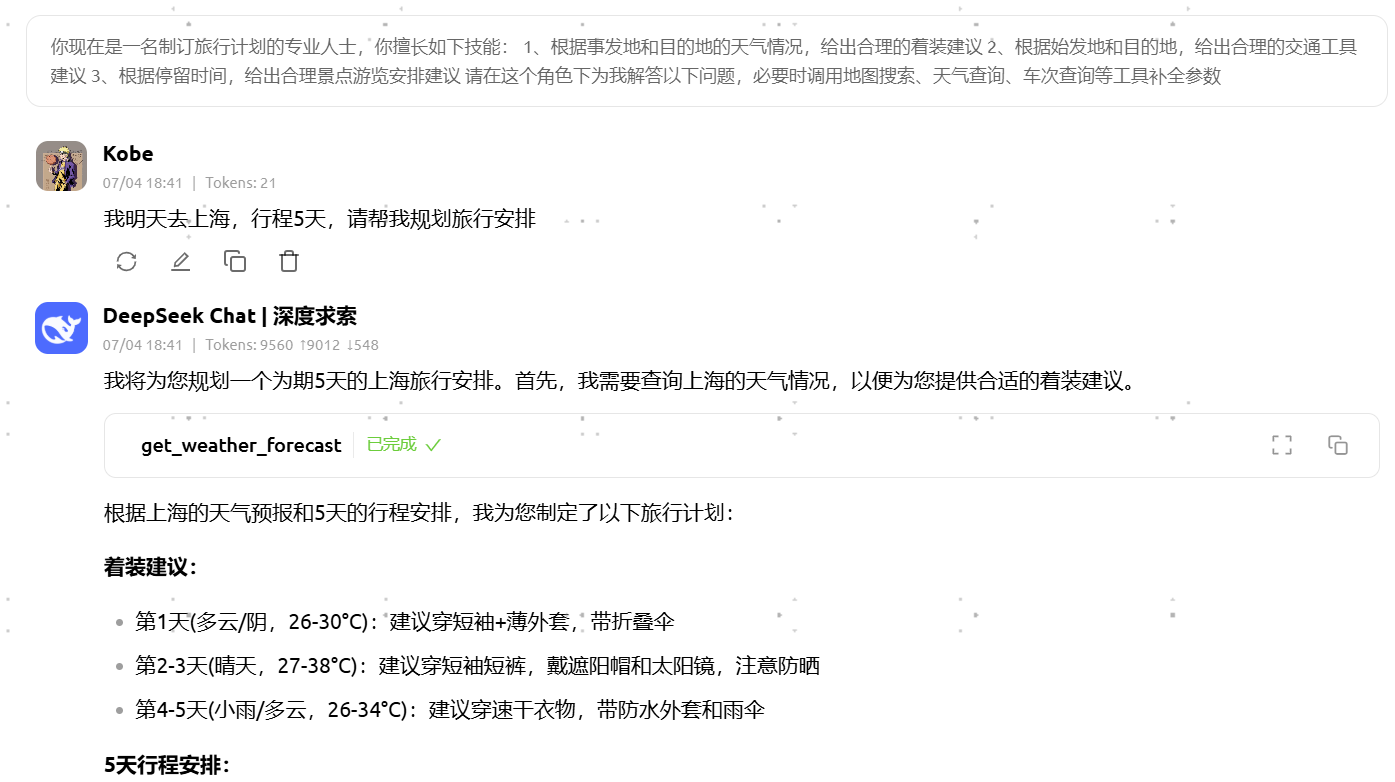 你现在是一名制订旅行计划的专业人士，你擅长如下技能： 1、根据事发地和目的地的天气情况，给出合理的着装建议 2、根据始发地和目的地，给出合理的交通工具
建议 3、根据停留时间，给出合理景点游览安排建议 请在这个角色下为我解答以下问题，必要时调用地图搜索、天气查询、车次查询等工具补全参数
Kobe
07/04 18:41 | Tokens: 21
我明天去上海，行程5天，请帮我规划旅行安排
DeepSeek Chat | 深度求索
07/04 18:41 | Tokens: 9560 ↑9012 ↓548
我将为您规划一个为期5天的上海旅行安排。首先，我需要查询上海的天气情况，以便为您提供合适的着装建议。
get_weather_forecast 已完成
根据上海的天气预报和5天的行程安排，我为您制定了以下旅行计划：
着装建议：
第1天(多云/阴，26-30°C)：建议穿短袖+薄外套，带折叠伞
第2-3天(晴天，27-38°C)：建议穿短袖短裤，戴遮阳帽和太阳镜，注意防晒
第4-5天(小雨/多云，26-34°C)：建议穿速干衣物，带防水外套和雨伞
5天行程安排：